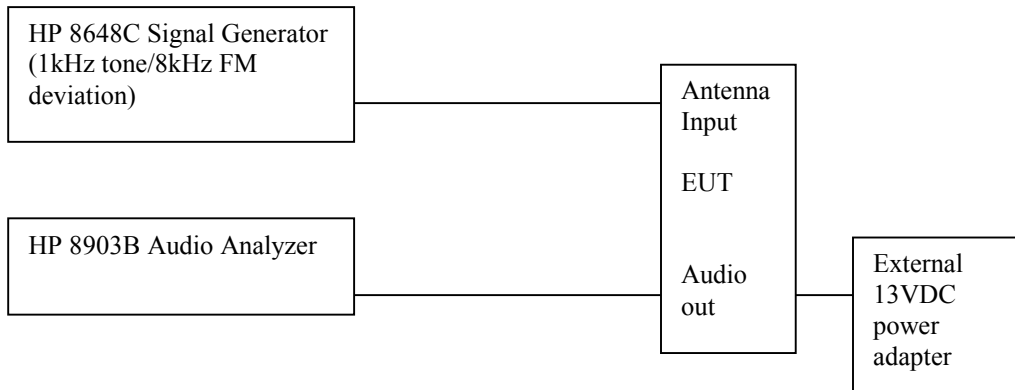 HP 8648C Signal Generator
(1kHz tone/8kHz FM
deviation)
Antenna
Input
EUT
HP 8903B Audio Analyzer
Audio
out
External
13VDC
power
adapter